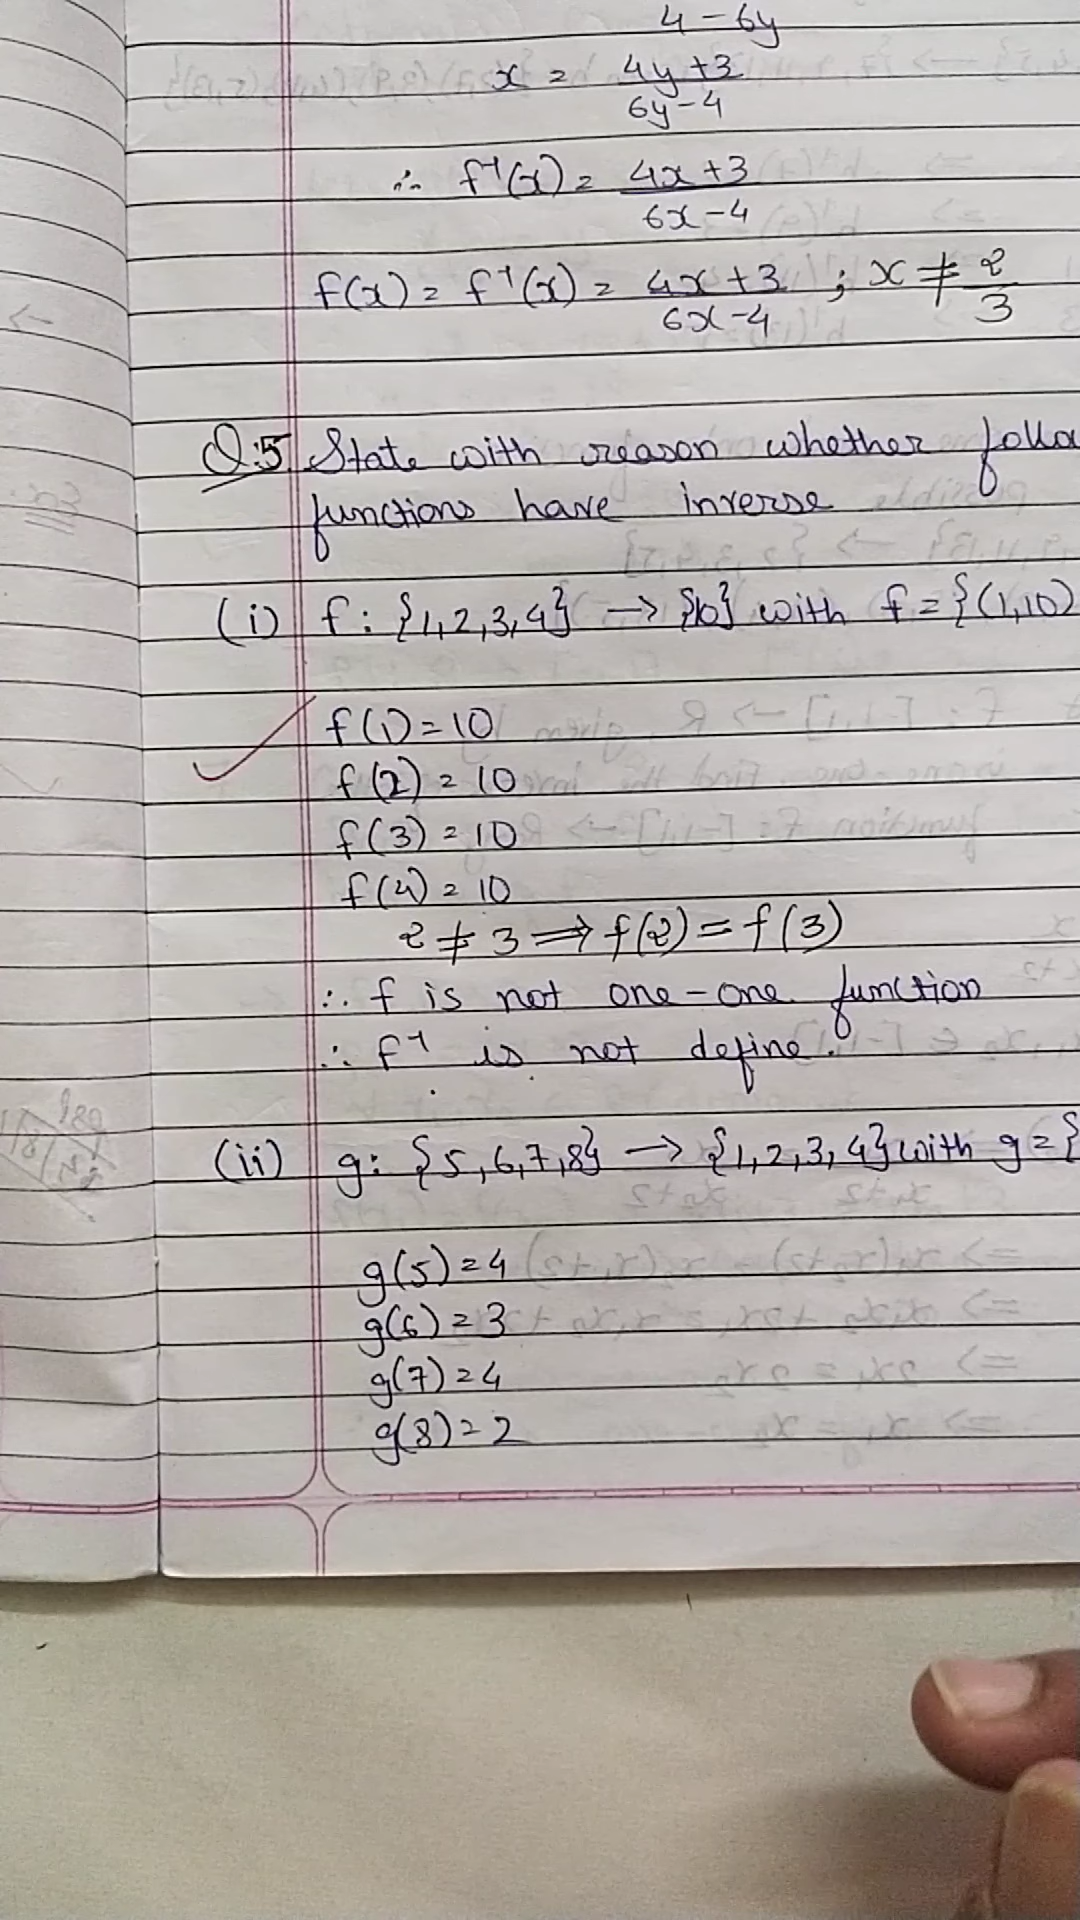 4 - 6y
x = 4y + 3 / 6y - 4
∴ f⁻¹(x) = 4x + 3 / 6x - 4
f(x) = f⁻¹(x) = 4x + 3 / 6x - 4 ; x ≠ 2/3
Q.5 State with reason whether follo
functions have inverse
(i) f : {1,2,3,4} → {10} with f = {(1,10)
f(1) = 10
f(2) = 10
f(3) = 10
f(4) = 10
2 ≠ 3 ⟹ f(2) = f(3)
∴ f is not one-one function
∴ f⁻¹ is not define.
(ii) g : {5,6,7,8} → {1,2,3,4} with g = {
g(5) = 4
g(6) = 3
g(7) = 4
g(8) = 2